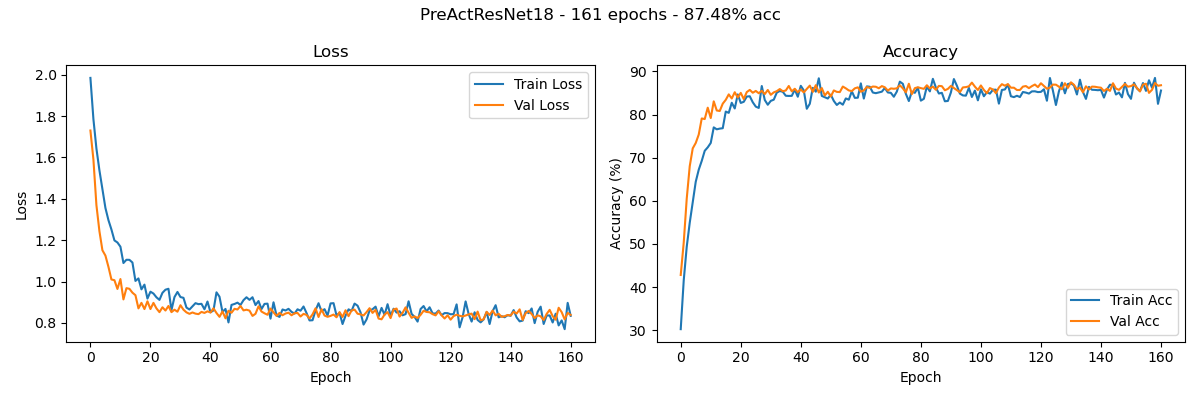 PreActResNet18 - 161 epochs - 87.48% acc
Loss
Accuracy
2.0
1.8
1.6
1.4
1.2
1.0
0.8
Loss
Train Loss
Val Loss
0 20 40 60 80 100 120 140 160
Epoch
90
80
70
60
50
40
30
Accuracy (%)
Train Acc
Val Acc
0 20 40 60 80 100 120 140 160
Epoch